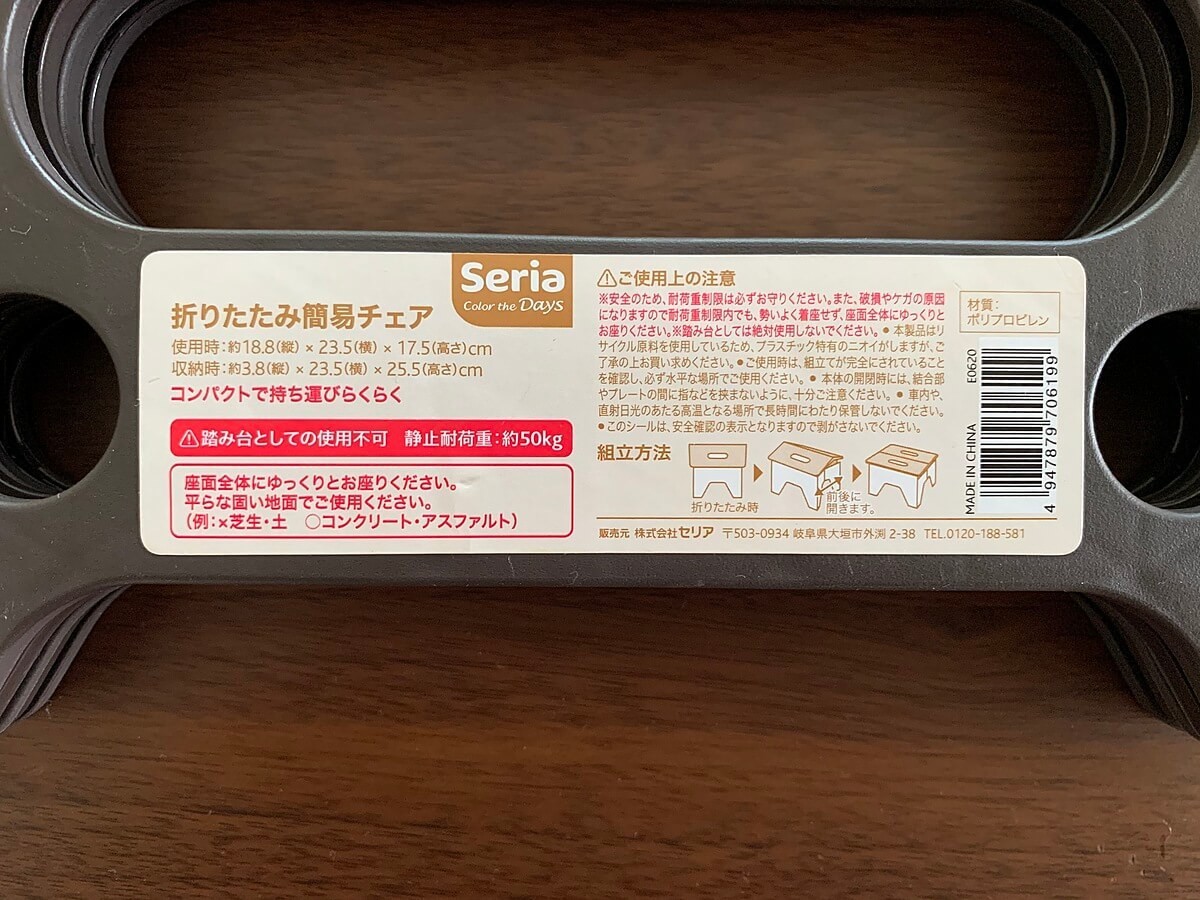 Seria
Color the Days
折りたたみ簡易チェア
使用時：約18.8（縦）× 23.5（横）× 17.5（高さ）cm
収納時：約3.8（縦）× 23.5（横）× 25.5（高さ）cm
コンパクトで持ち運びらくらく
⚠踏み台としての使用不可　静止耐荷重：約50kg
座面全体にゆっくりとお座りください。
平らな固い地面でご使用ください。
（例：×芝生・土　○コンクリート・アスファルト）
⚠ご使用上の注意
※安全のため、耐荷重制限は必ずお守りください。また、破損やケガの原因
になりますので耐荷重制限内でも、勢いよく着座せず、座面全体にゆっくりと
お座りください。※踏み台としては絶対使用しないでください。● 本製品はリ
サイクル原料を使用しているため、プラスチック特有のニオイがしますが、ご
了承の上お買い求めください。● ご使用時は、組立てが完全にされていること
を確認し、必ず水平な場所でご使用ください。● 本体の開閉時には、結合部
やプレートの間に指などを挟まないように、十分ご注意ください。● 車内や、
直射日光のあたる高温となる場所で長時間にわたり保管しないでください。
● このシールは、安全確認の表示となりますので剥がさないでください。
組立方法
折りたたみ時
前後に
開きます。
販売元 株式会社セリア 〒503-0934 岐阜県大垣市外渕 2-38 TEL.0120-188-581
材質：
ポリプロピレン
MADE IN CHINA E0620
4 947879 706199